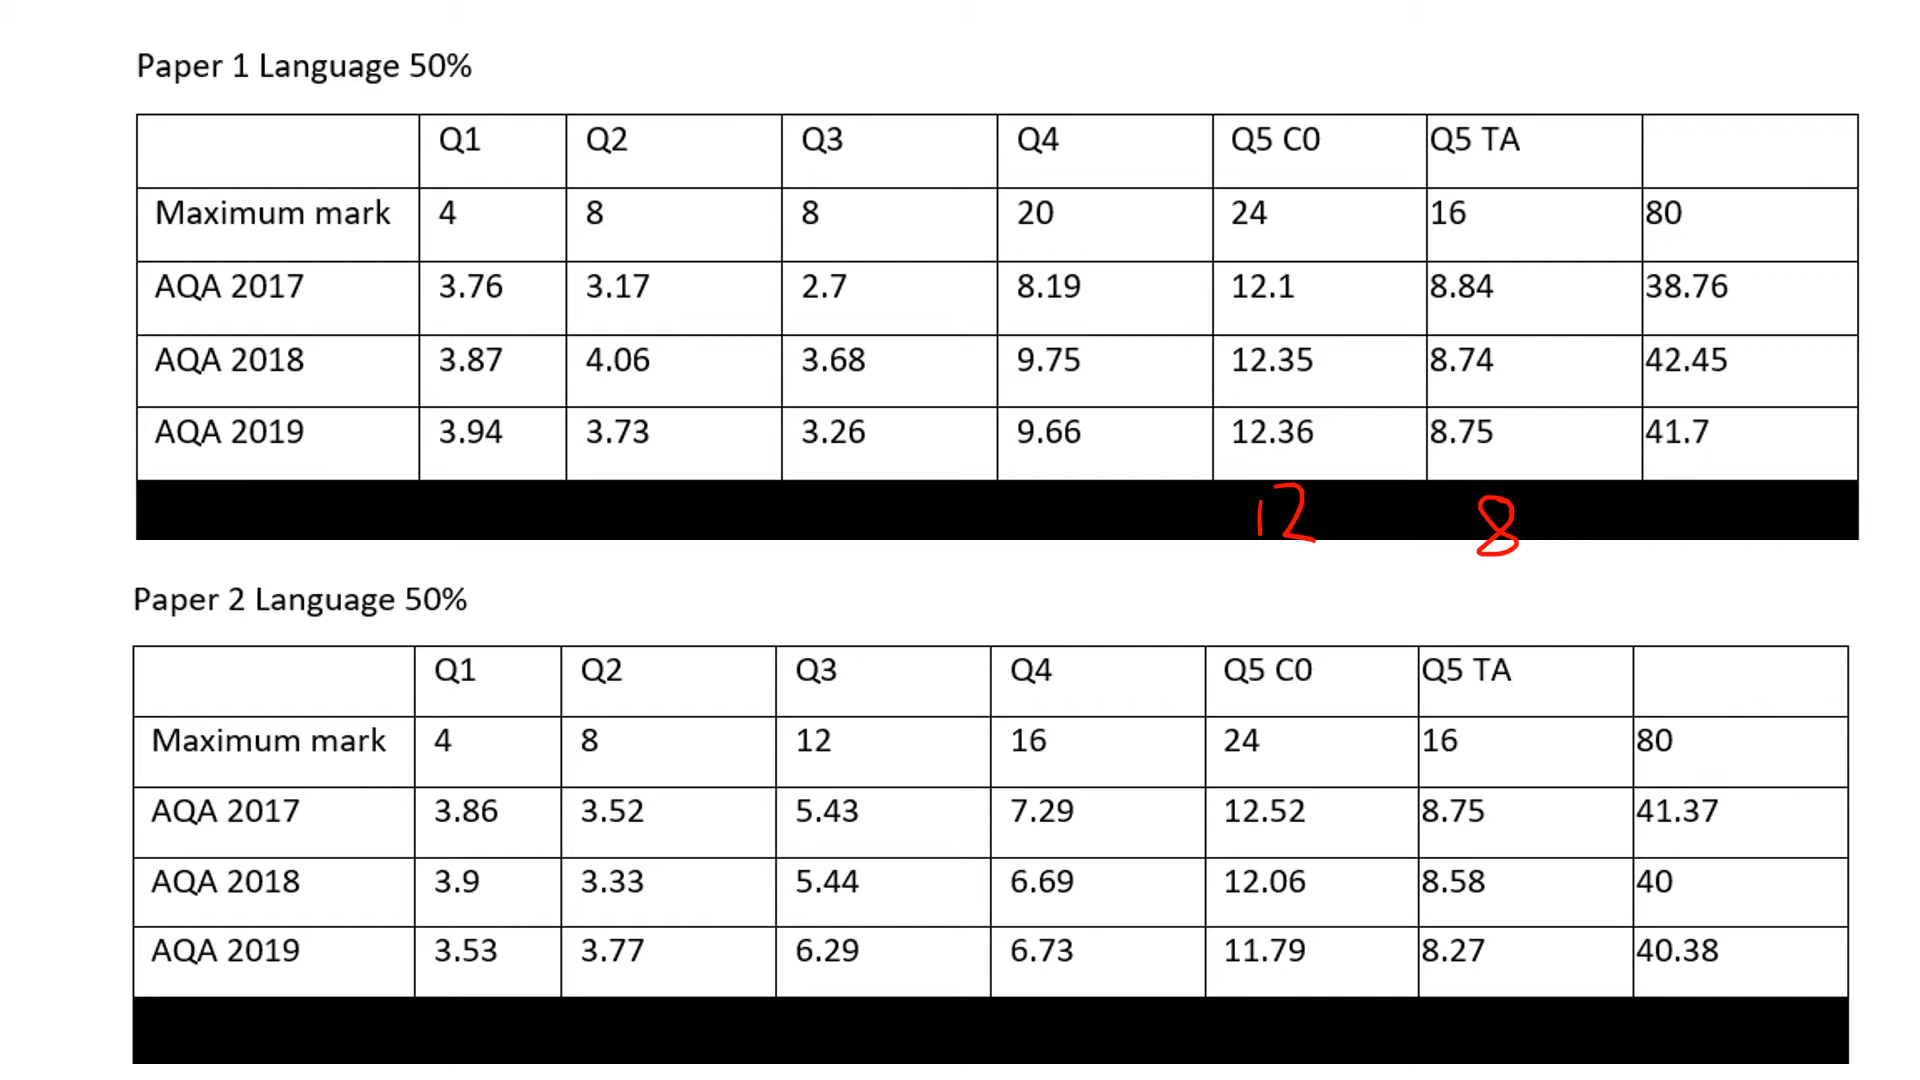 Paper 1 Language 50%
Q1 Q2 Q3 Q4 Q5 C0 Q5 TA
Maximum mark 4 8 8 20 24 16 80
AQA 2017 3.76 3.17 2.7 8.19 12.1 8.84 38.76
AQA 2018 3.87 4.06 3.68 9.75 12.35 8.74 42.45
AQA 2019 3.94 3.73 3.26 9.66 12.36 8.75 41.7
12 8
Paper 2 Language 50%
Q1 Q2 Q3 Q4 Q5 C0 Q5 TA
Maximum mark 4 8 12 16 24 16 80
AQA 2017 3.86 3.52 5.43 7.29 12.52 8.75 41.37
AQA 2018 3.9 3.33 5.44 6.69 12.06 8.58 40
AQA 2019 3.53 3.77 6.29 6.73 11.79 8.27 40.38